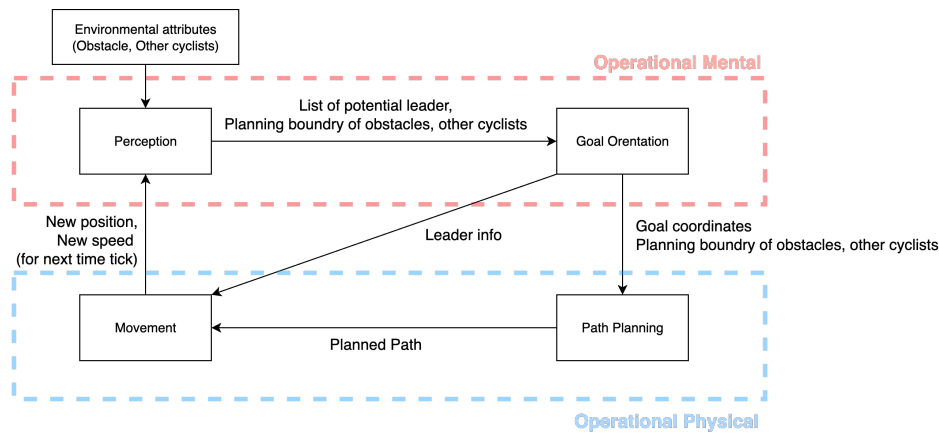 Environmental attributes
(Obstacle, Other cyclists)
Operational Mental
Perception
List of potential leader,
Planning boundry of obstacles, other cyclists
Goal Orentation
New position,
New speed
(for next time tick)
Leader info
Goal coordinates
Planning boundry of obstacles, other cyclists
Movement
Planned Path
Path Planning
Operational Physical